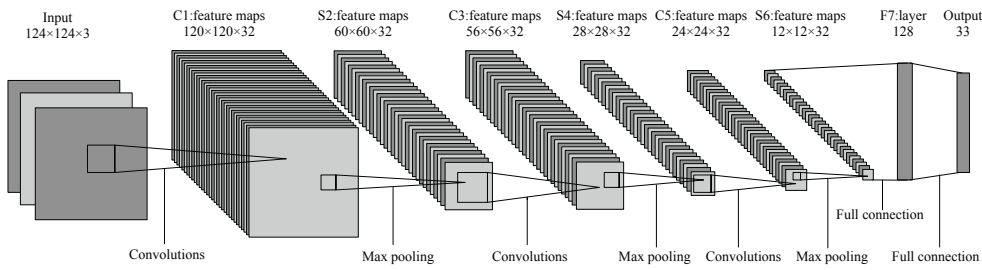 Input
124×124×3
C1:feature maps
120×120×32
S2:feature maps
60×60×32
C3:feature maps
56×56×32
S4:feature maps
28×28×32
C5:feature maps
24×24×32
S6:feature maps
12×12×32
F7:layer
128
Output
33
Convolutions
Max pooling
Convolutions
Max pooling
Convolutions
Max pooling
Full connection
Full connection